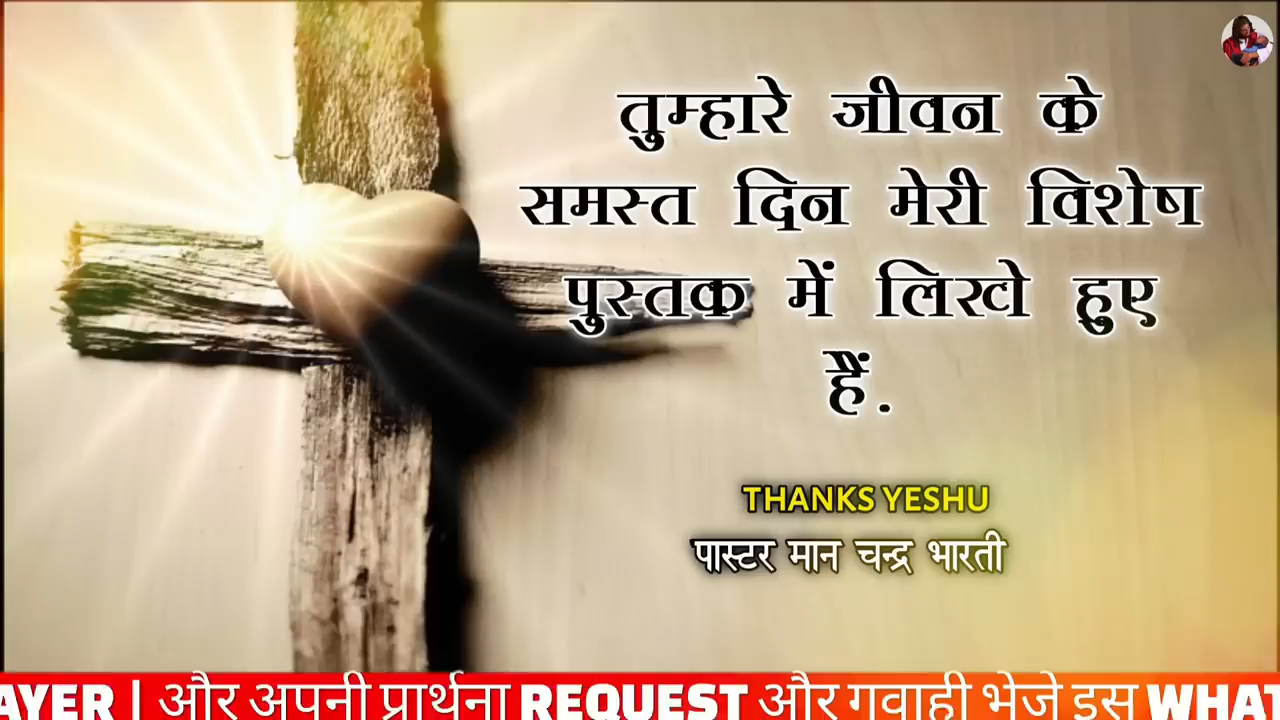 तुम्हारे जीवन के
समस्त दिन मेरी विशेष
पुस्तक में लिखे हुए
हैं.
THANKS YESHU
पास्टर मान चन्द्र भारती
AYER | और अपनी प्रार्थना REQUEST और गवाही भेजे इस WHAT